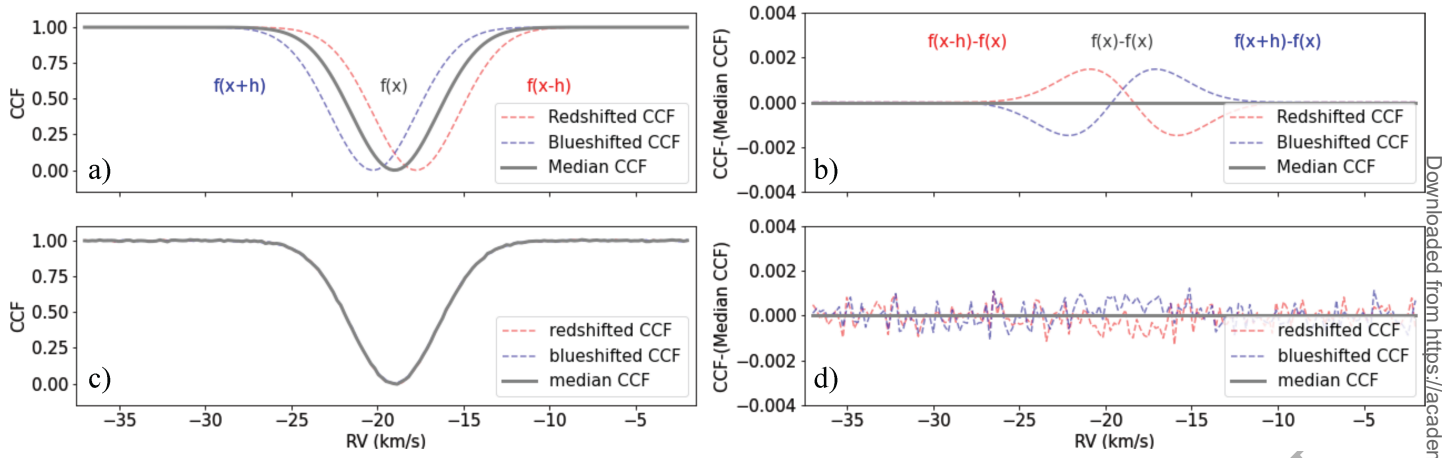 1.00
0.75
0.50
0.25
0.00
CCF
f(x+h)
f(x)
f(x-h)
Redshifted CCF
Blueshifted CCF
Median CCF
a)
0.004
0.002
0.000
−0.002
−0.004
CCF-(Median CCF)
f(x-h)-f(x)
f(x)-f(x)
f(x+h)-f(x)
Redshifted CCF
Blueshifted CCF
Median CCF
b)
1.00
0.75
0.50
0.25
0.00
CCF
redshifted CCF
blueshifted CCF
median CCF
c)
−35 −30 −25 −20 −15 −10 −5
RV (km/s)
0.004
0.002
0.000
−0.002
−0.004
CCF-(Median CCF)
redshifted CCF
blueshifted CCF
median CCF
d)
−35 −30 −25 −20 −15 −10 −5
RV (km/s)
Downloaded from https://academ